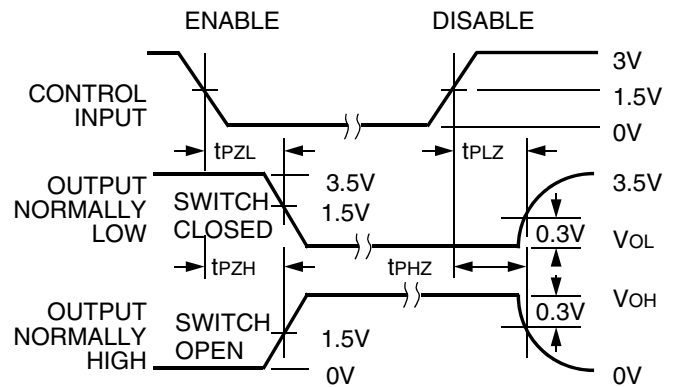 ENABLE DISABLE
3V
CONTROL
INPUT
1.5V
0V
tPZL tPLZ
OUTPUT
NORMALLY
LOW
SWITCH
CLOSED
3.5V
1.5V
3.5V
0.3V
VOL
tPZH tPHZ
OUTPUT
NORMALLY
HIGH
SWITCH
OPEN
1.5V
0V
0.3V
VOH
0V